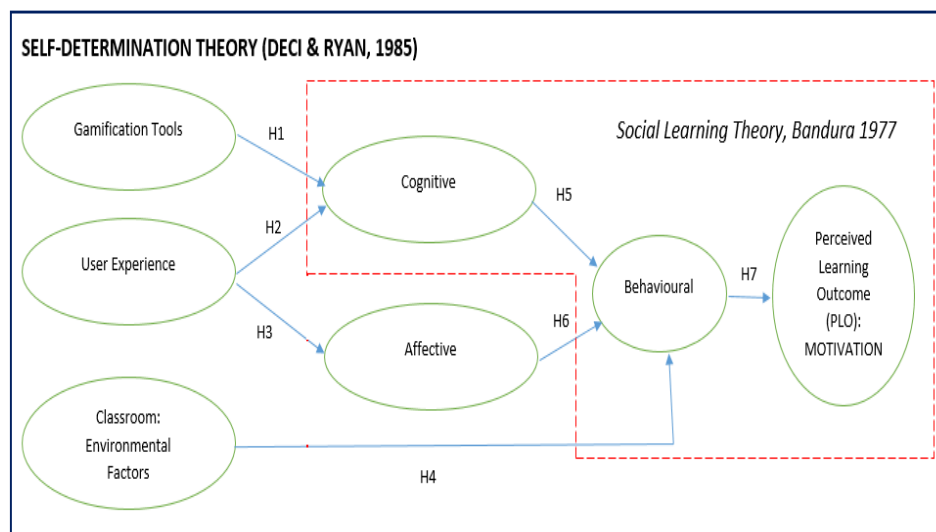 SELF-DETERMINATION THEORY (DECI & RYAN, 1985)
Social Learning Theory, Bandura 1977
Gamification Tools
H1
Cognitive
H5
H2
User Experience
Perceived
Learning
Outcome
(PLO):
MOTIVATION
Behavioural
H7
H3
Affective
H6
Classroom:
Environmental
Factors
H4